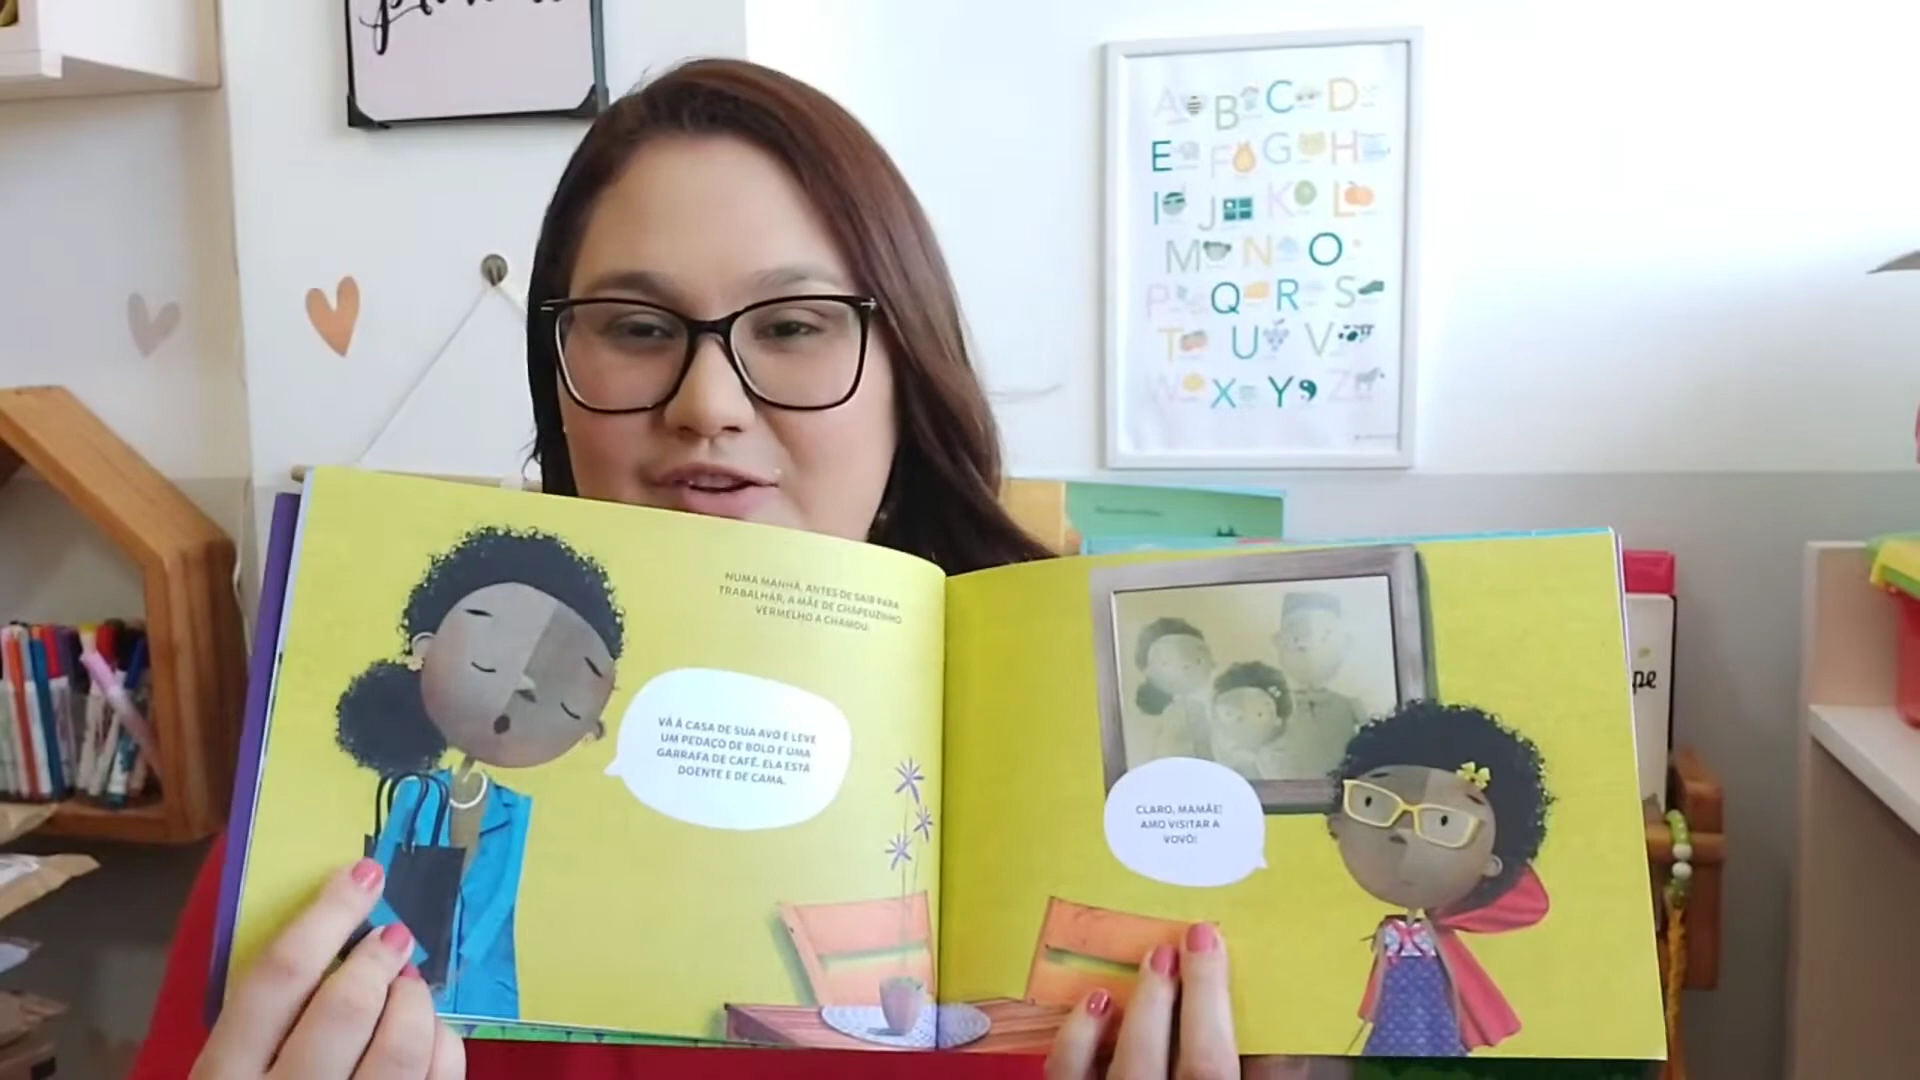 A B C D
E F G H
I J K L
M N O
P Q R S
T U V
W X Y Z
NUMA MANHÃ, ANTES DE SAIR PARA
TRABALHAR, A MÃE DE CHAPEUZINHO
VERMELHO A CHAMOU:
VÁ À CASA DE SUA AVÓ E LEVE
UM PEDAÇO DE BOLO E UMA
GARRAFA DE CAFÉ. ELA ESTÁ
DOENTE E DE CAMA.
CLARO, MAMÃE!
AMO VISITAR A
VOVÓ!
pe